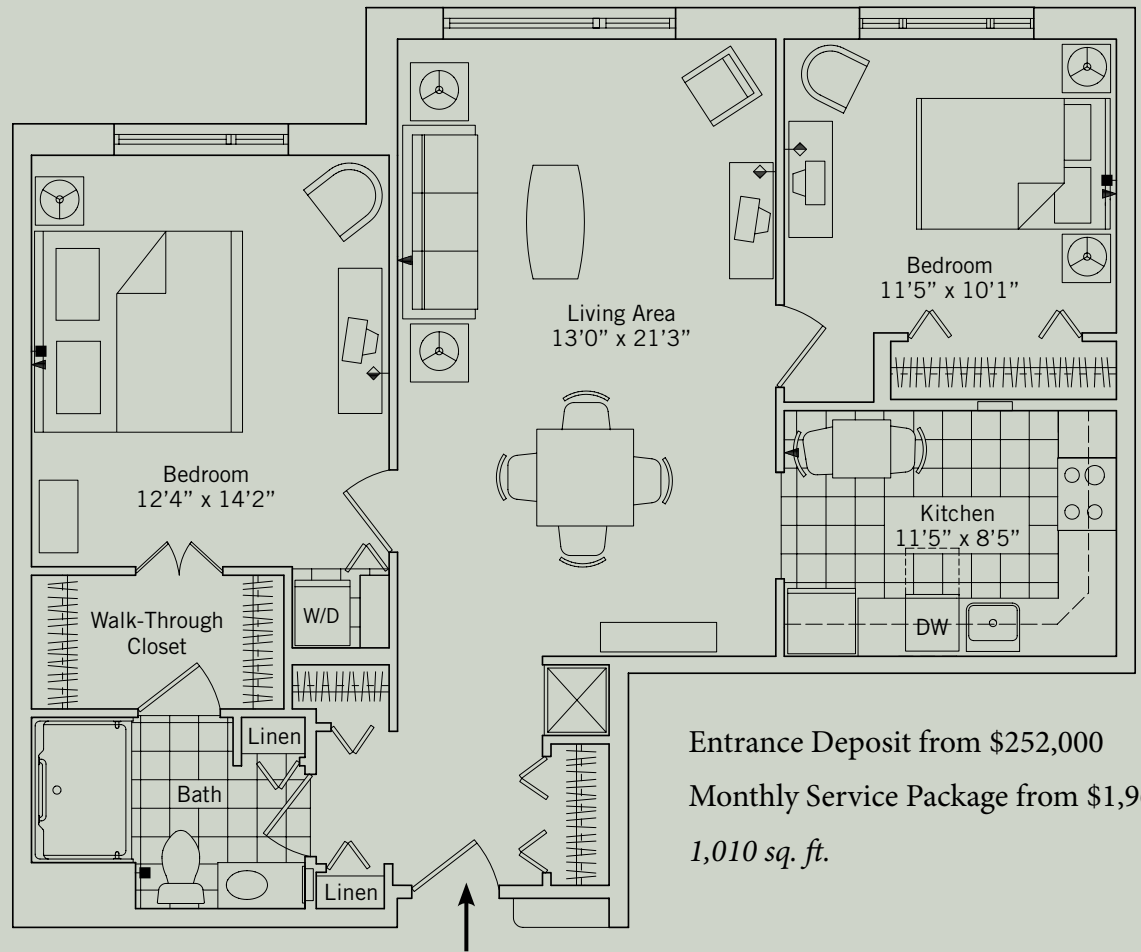 Bedroom
11'5” x 10'1”
Living Area
13'0” x 21'3”
Bedroom
12'4” x 14'2”
Kitchen
11'5” x 8'5”
Walk-Through
Closet
W/D
DW
Linen
Bath
Linen
Entrance Deposit from $252,000
Monthly Service Package from
1,010 sq. ft.